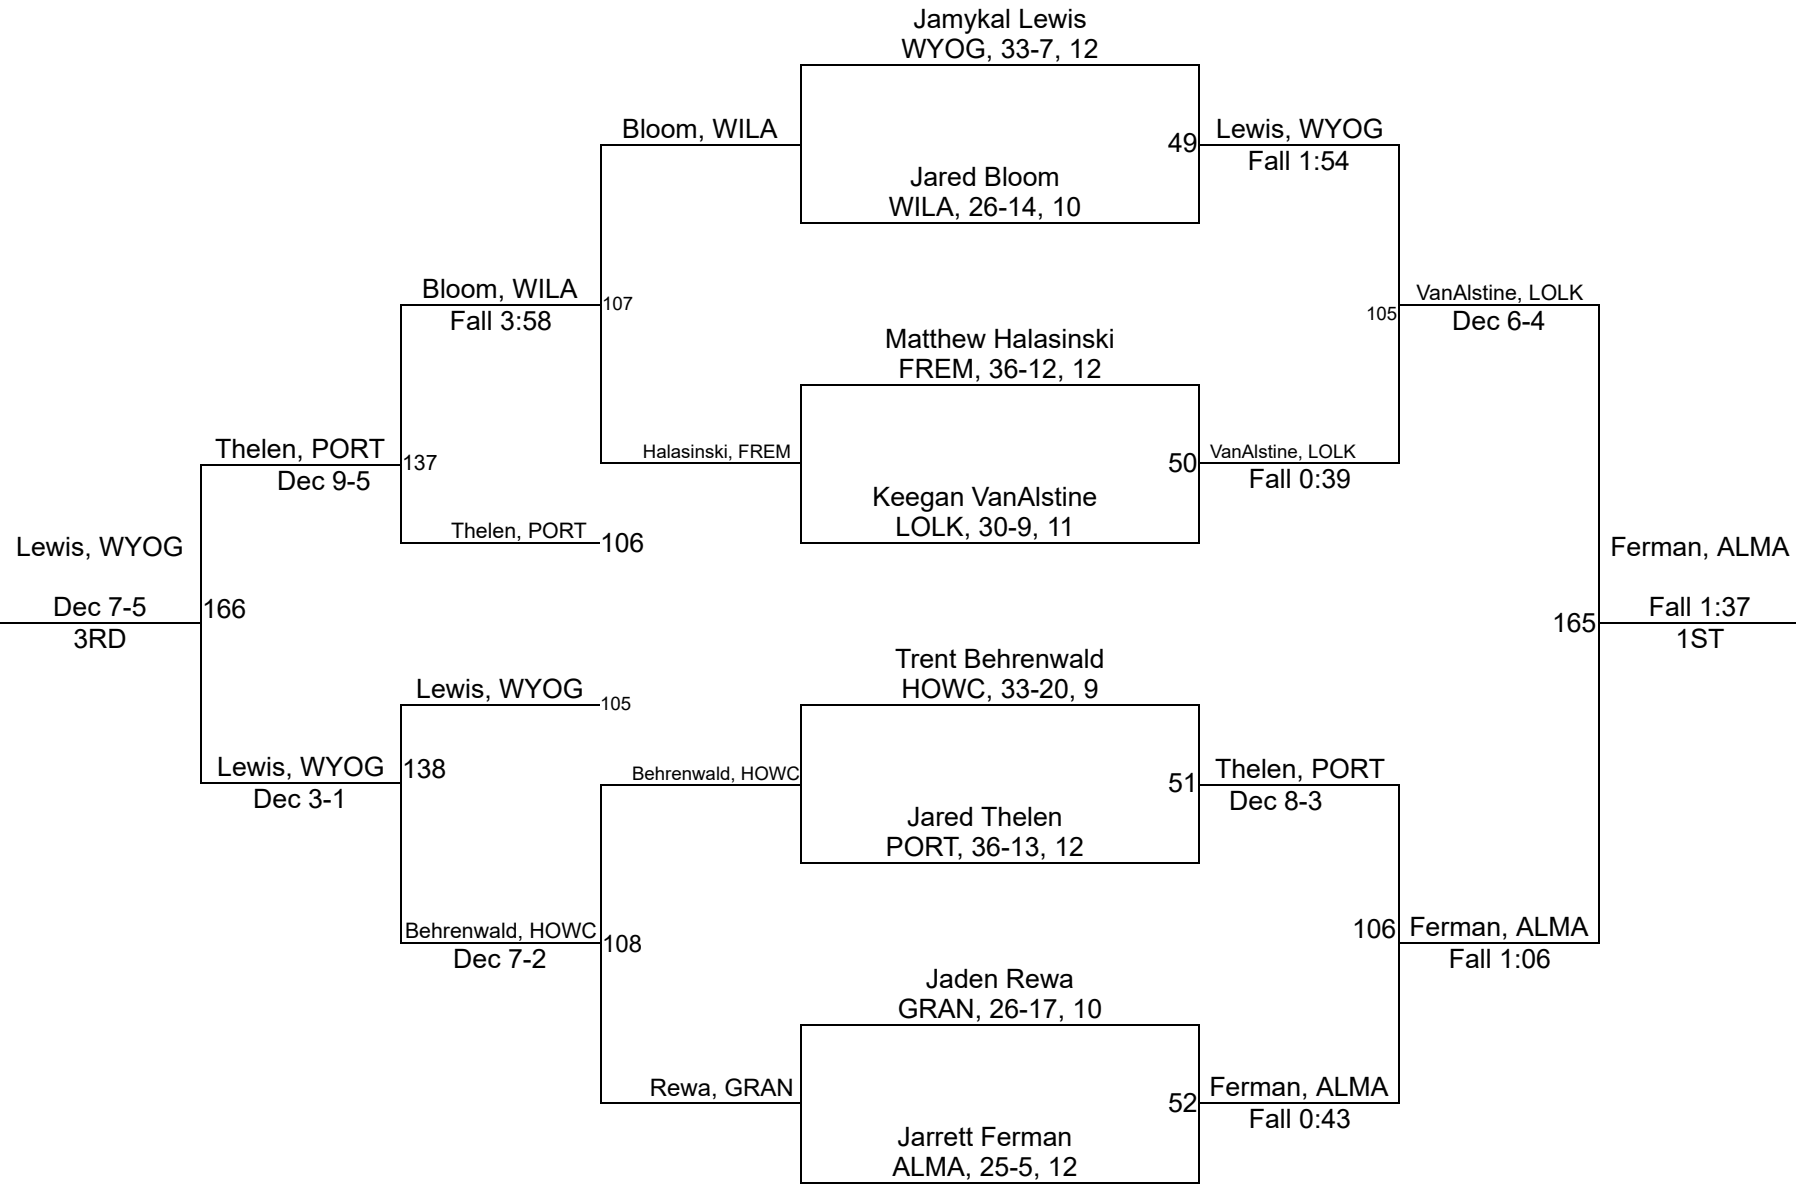 Jamykal Lewis
WYOG, 33-7, 12
Bloom, WILA
49
Lewis, WYOG
Fall 1:54
Jared Bloom
WILA, 26-14, 10
Bloom, WILA
Fall 3:58
107
105
VanAlstine, LOLK
Dec 6-4
Matthew Halasinski
FREM, 36-12, 12
Thelen, PORT
Dec 9-5
137
Halasinski, FREM
50
VanAlstine, LOLK
Fall 0:39
Keegan VanAlstine
LOLK, 30-9, 11
Thelen, PORT
106
Lewis, WYOG
Dec 7-5
3RD
166
Ferman, ALMA
165
Fall 1:37
1ST
Trent Behrenwald
HOWC, 33-20, 9
Lewis, WYOG
105
Lewis, WYOG
Dec 3-1
138
Behrenwald, HOWC
51
Thelen, PORT
Dec 8-3
Jared Thelen
PORT, 36-13, 12
Behrenwald, HOWC
Dec 7-2
108
106
Ferman, ALMA
Fall 1:06
Jaden Rewa
GRAN, 26-17, 10
Rewa, GRAN
52
Ferman, ALMA
Fall 0:43
Jarrett Ferman
ALMA, 25-5, 12